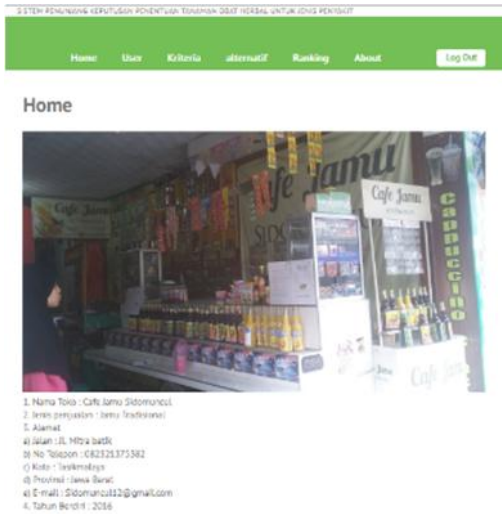 SISTEM PENUNJANG KEPUTUSAN PENENTUAN TANAMAN OBAT HERBAL UNTUK JENIS PENYAKIT
Home User Kriteria alternatif Ranking About Log Out
Home
Cafe Jamu
Cafe Jamu
SIDO
Cafe Jamu
Cappuccino
Cafe
1. Nama Toko : Cafe Jamu Sidomuncul
2. Jenis penjualan : Jamu Tradisional
3. Alamat
a) Jalan : JL. Mitra batik
b) No Telepon : 082321375382
c) Kota : Tasikmalaya
d) Provinsi : Jawa Barat
e) E-mail : Sidomuncul12@gmail.com
4. Tahun Berdiri : 2016